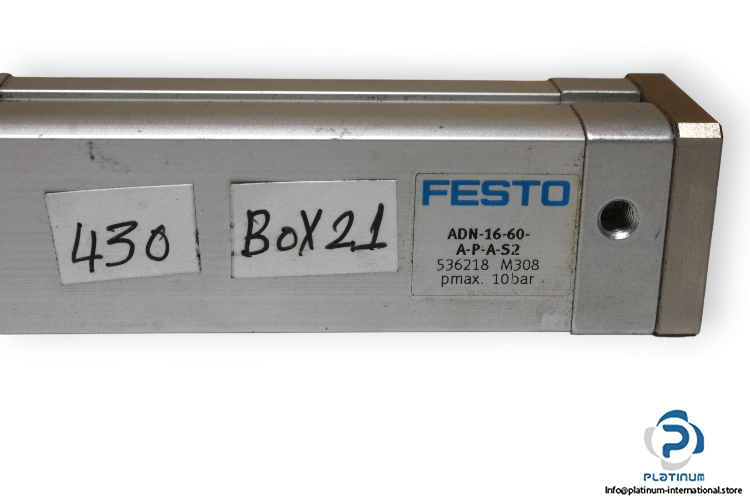 430
BOX21
FESTO
ADN-16-60-
A-P-A-S2
536218 M308
pmax. 10bar
PLATINUM
Info@platinum-international.store